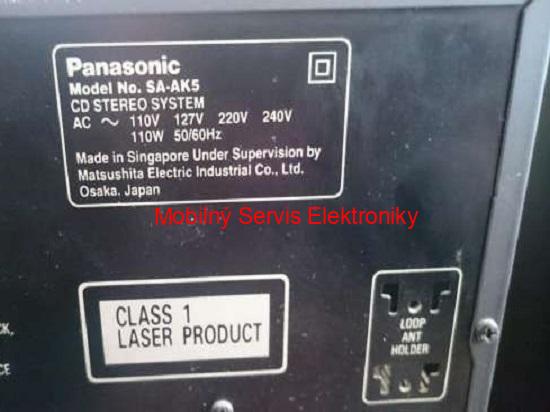 Panasonic
Model No. SA-AK5
CD STEREO SYSTEM
AC ～ 110V 127V 220V 240V
110W 50/60Hz
Made in Singapore Under Supervision by
Matsushita Electric Industrial Co., Ltd.
Osaka, Japan
Mobilný Servis Elektroniky
CLASS 1
LASER PRODUCT
LOOP
ANT
HOLDER